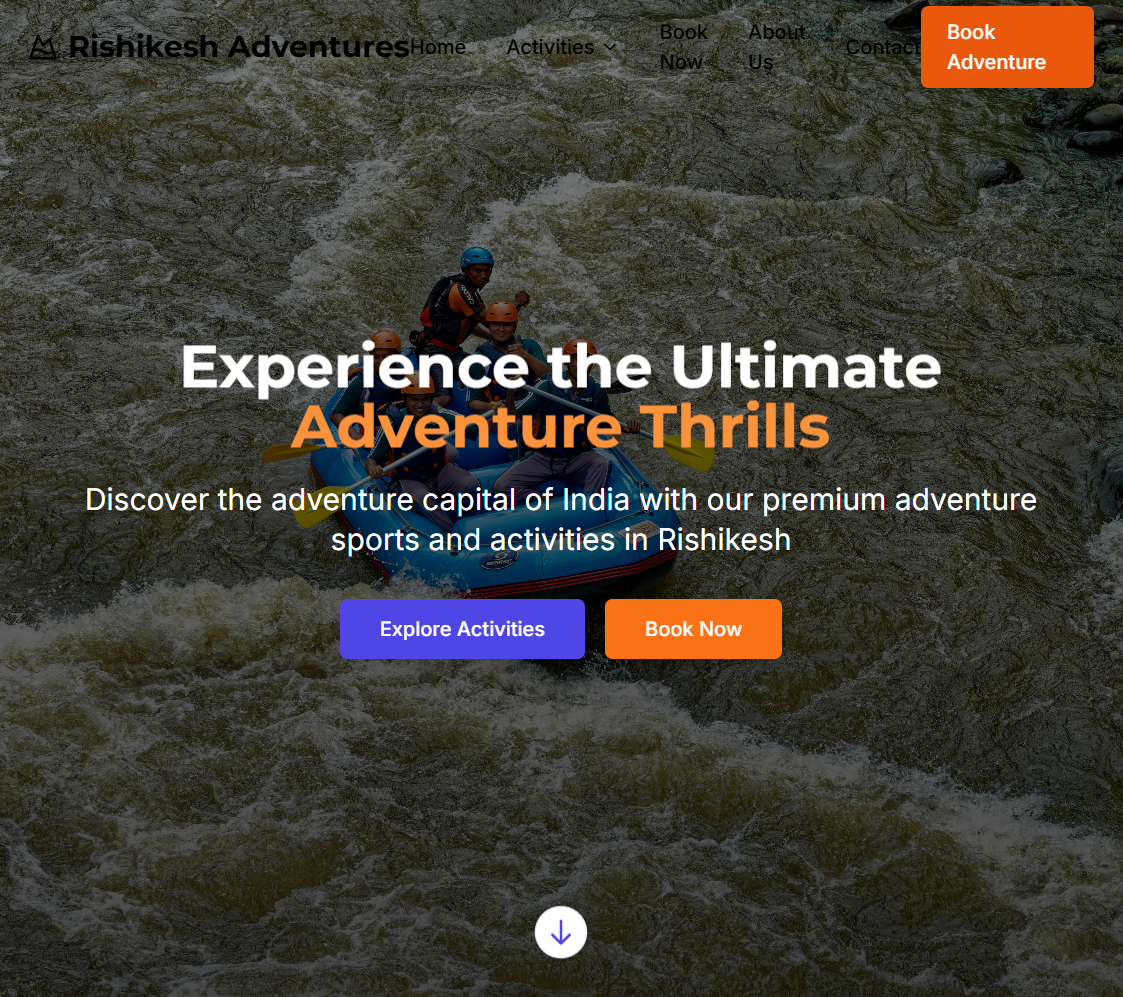 Rishikesh Adventures
Home
Activities
Book
Now
About
Us
Contact
Book
Adventure
Experience the Ultimate
Adventure Thrills
Discover the adventure capital of India with our premium adventure
sports and activities in Rishikesh
Explore Activities
Book Now